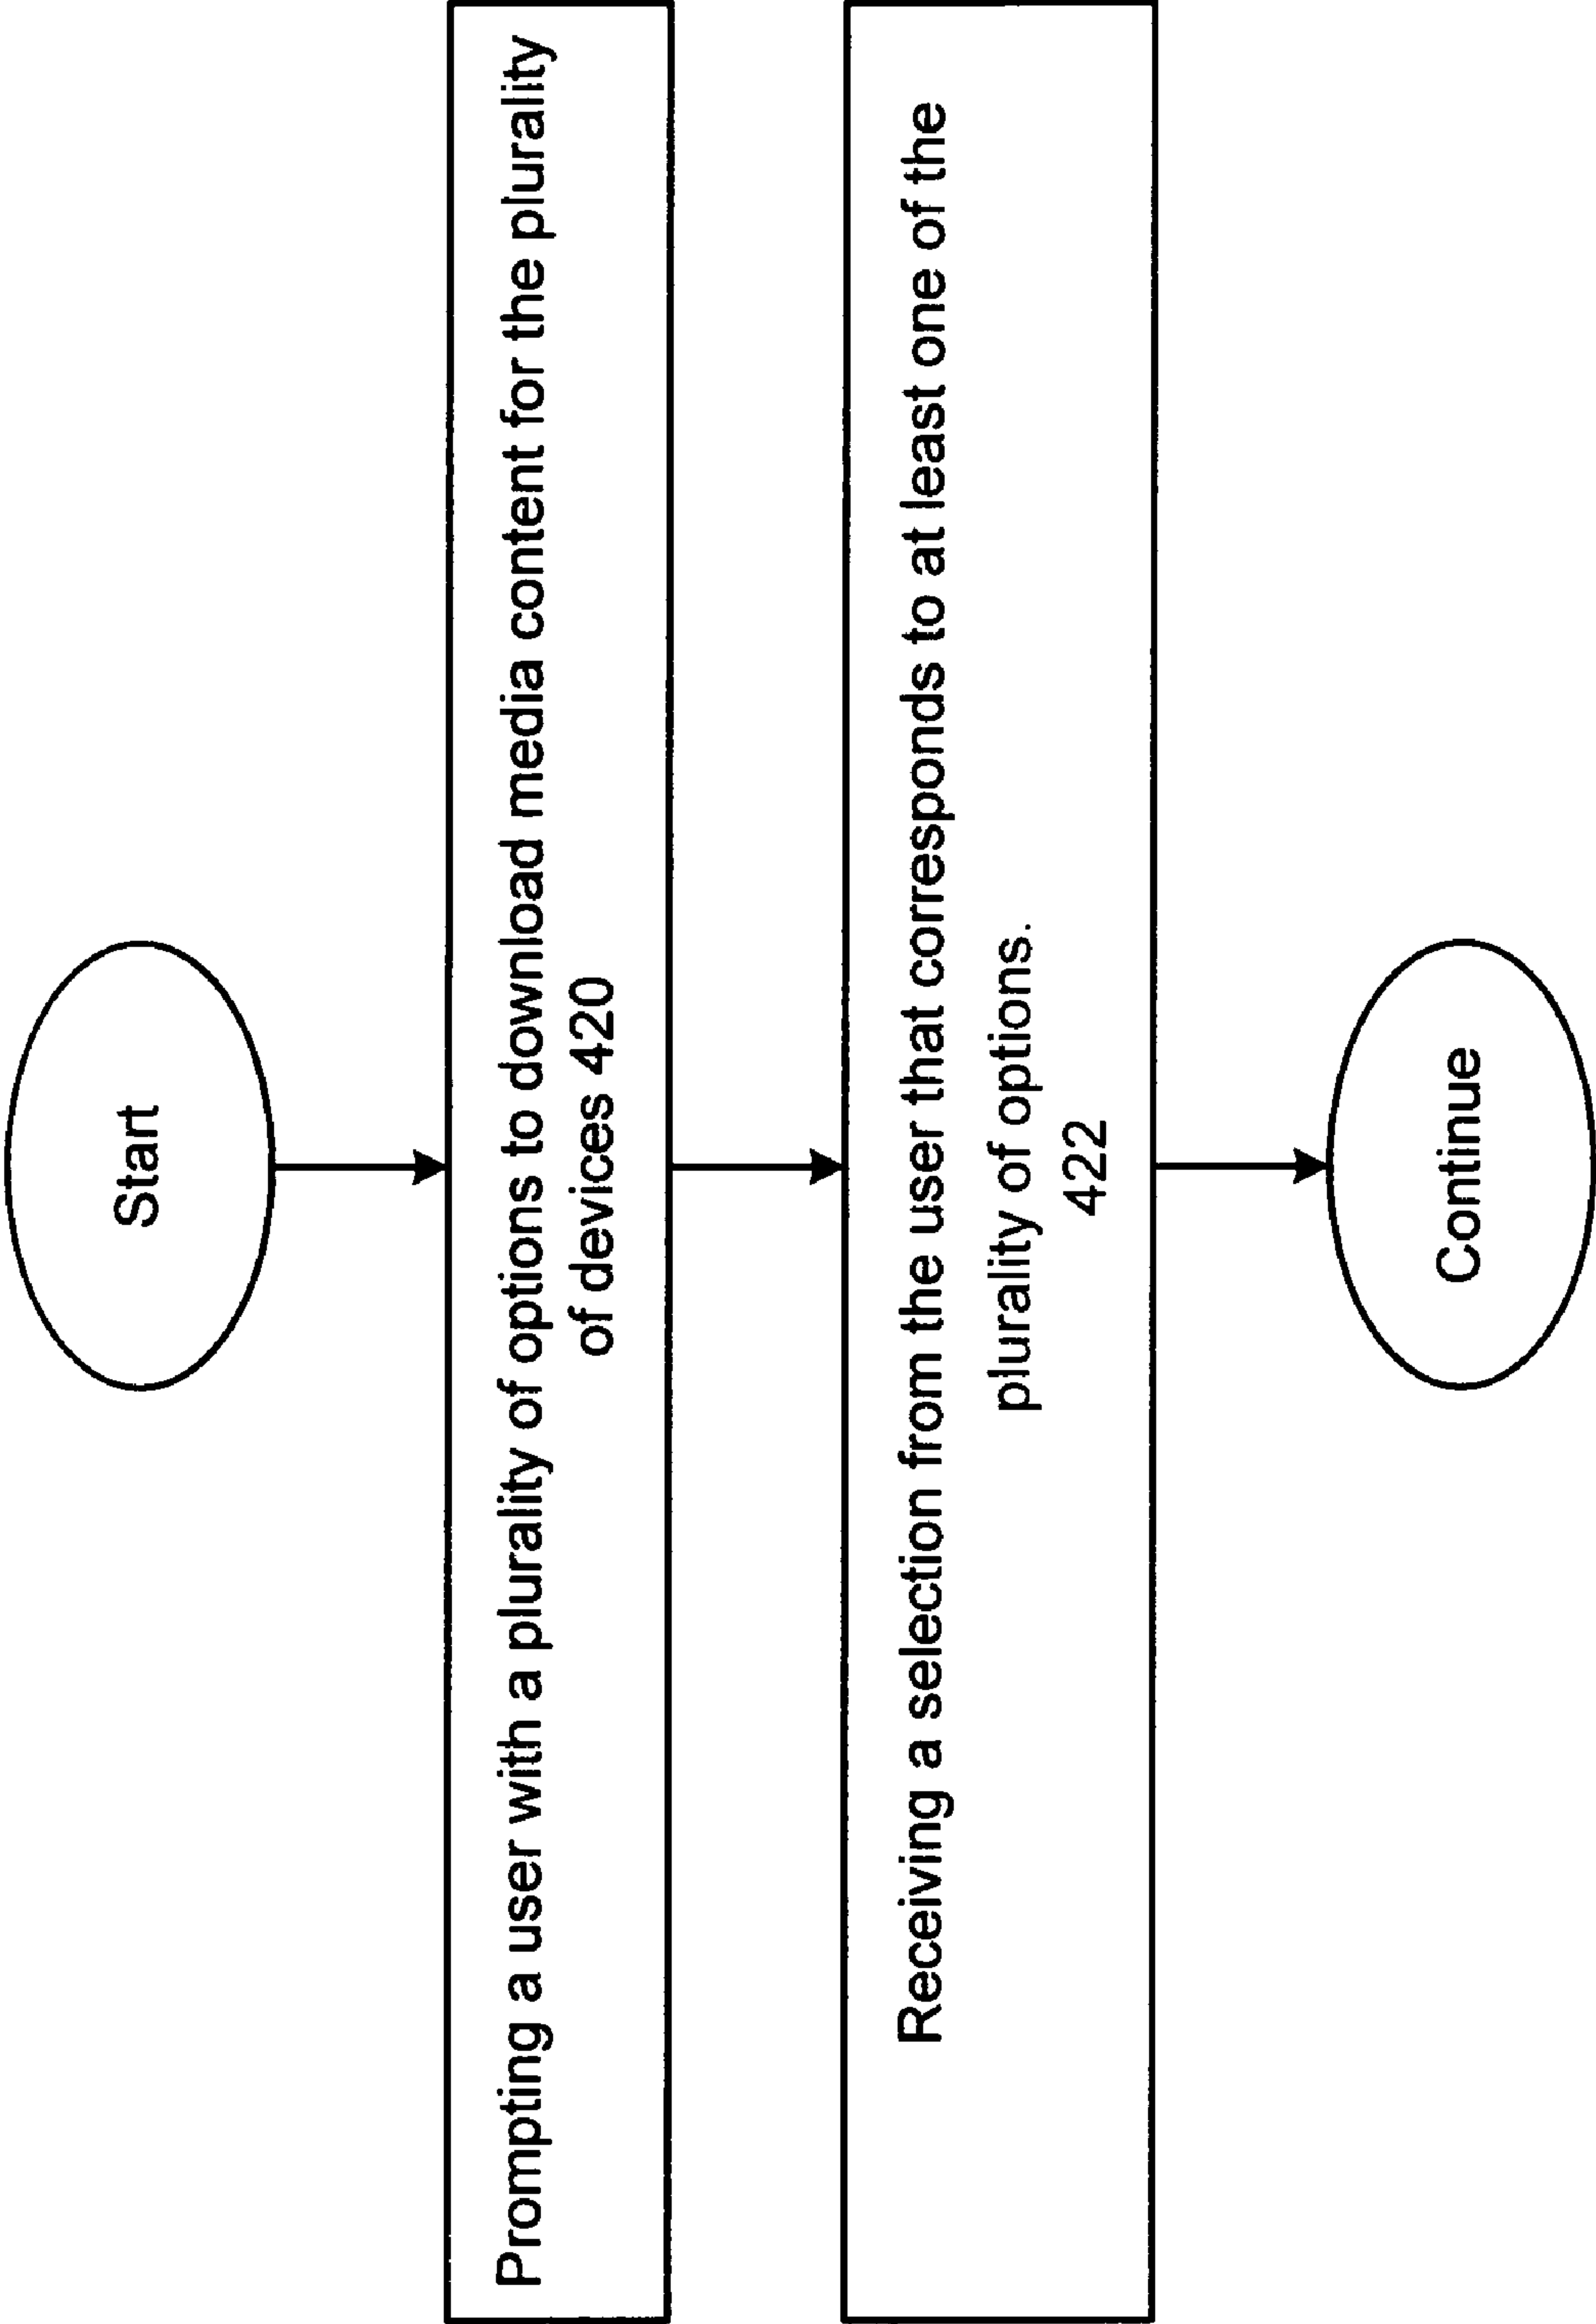 Start
Prompting a user with a plurality of options to download media content for the plurality
of devices 420
Receiving a selection from the user that corresponds to at least one of the
plurality of options.
422
Continue